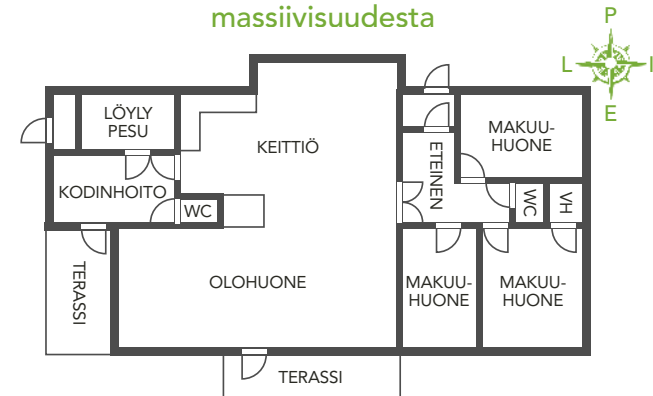 massiivisuudesta
P
L
I
E
LÖYLY
PESU
KEITTIÖ
MAKUU-
HUONE
ETEINEN
KODINHOITO
WC
WC
VH
TERASSI
OLOHUONE
MAKUU-
HUONE
MAKUU-
HUONE
TERASSI